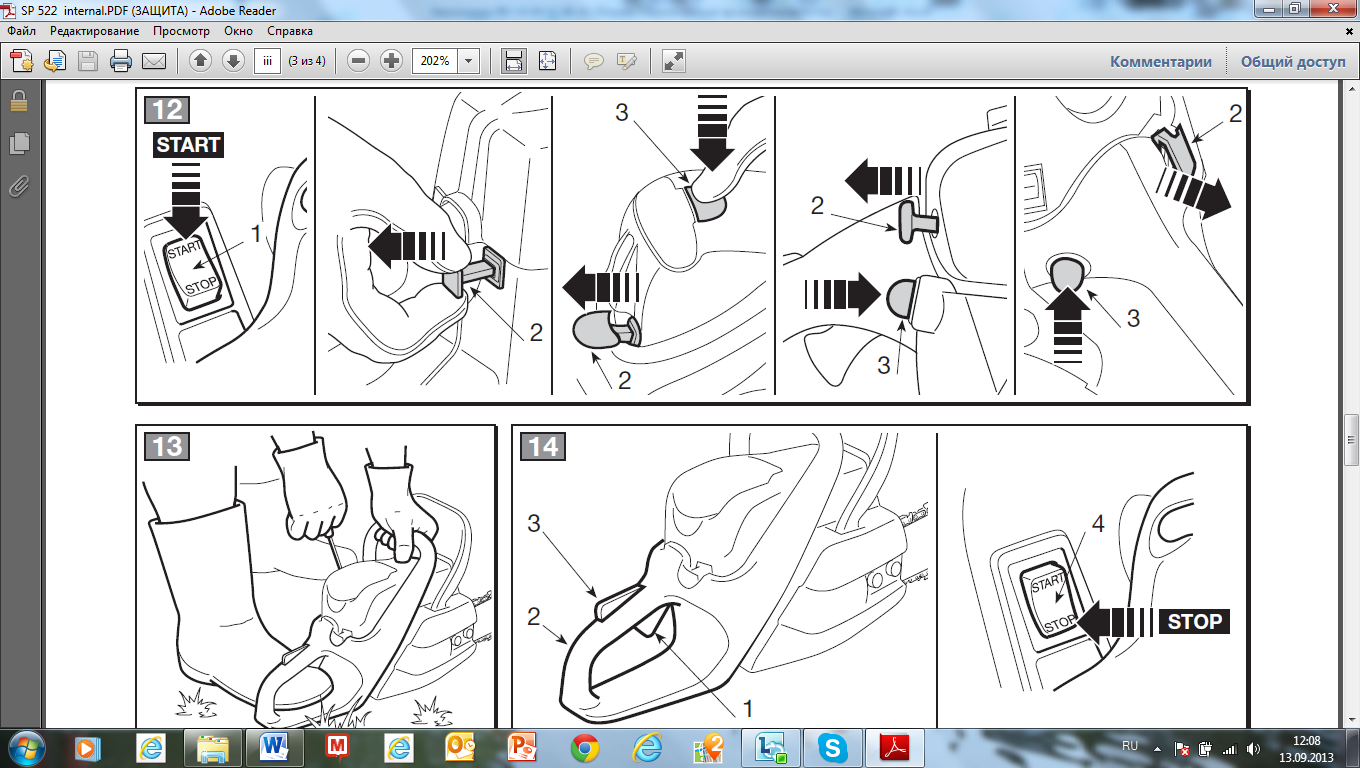 SP 522 internal.PDF (ЗАЩИТА) - Adobe Reader
Файл Редактирование Просмотр Окно Справка
iii (3 из 4) 202% Комментарии Общий доступ
12
START
1
START
STOP
2
3
2
2
3
2
3
13
14
3
2
1
4
START
STOP
STOP
RU 12:08
13.09.2013